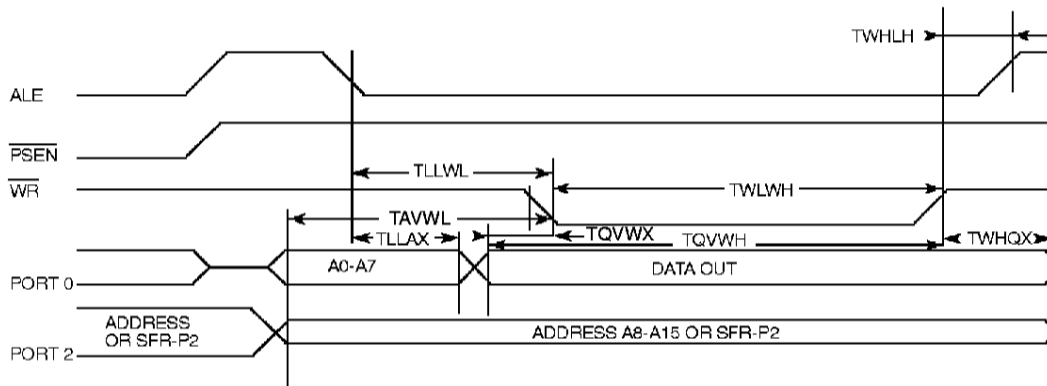 TWHLH
ALE
PSEN
TLLWL
WR
TWLWH
TAVWL
TLLAX
TQVWX
TQVWH
TWHQX
A0-A7
DATA OUT
PORT 0
ADDRESS
OR SFR-P2
ADDRESS A8-A15 OR SFR-P2
PORT 2